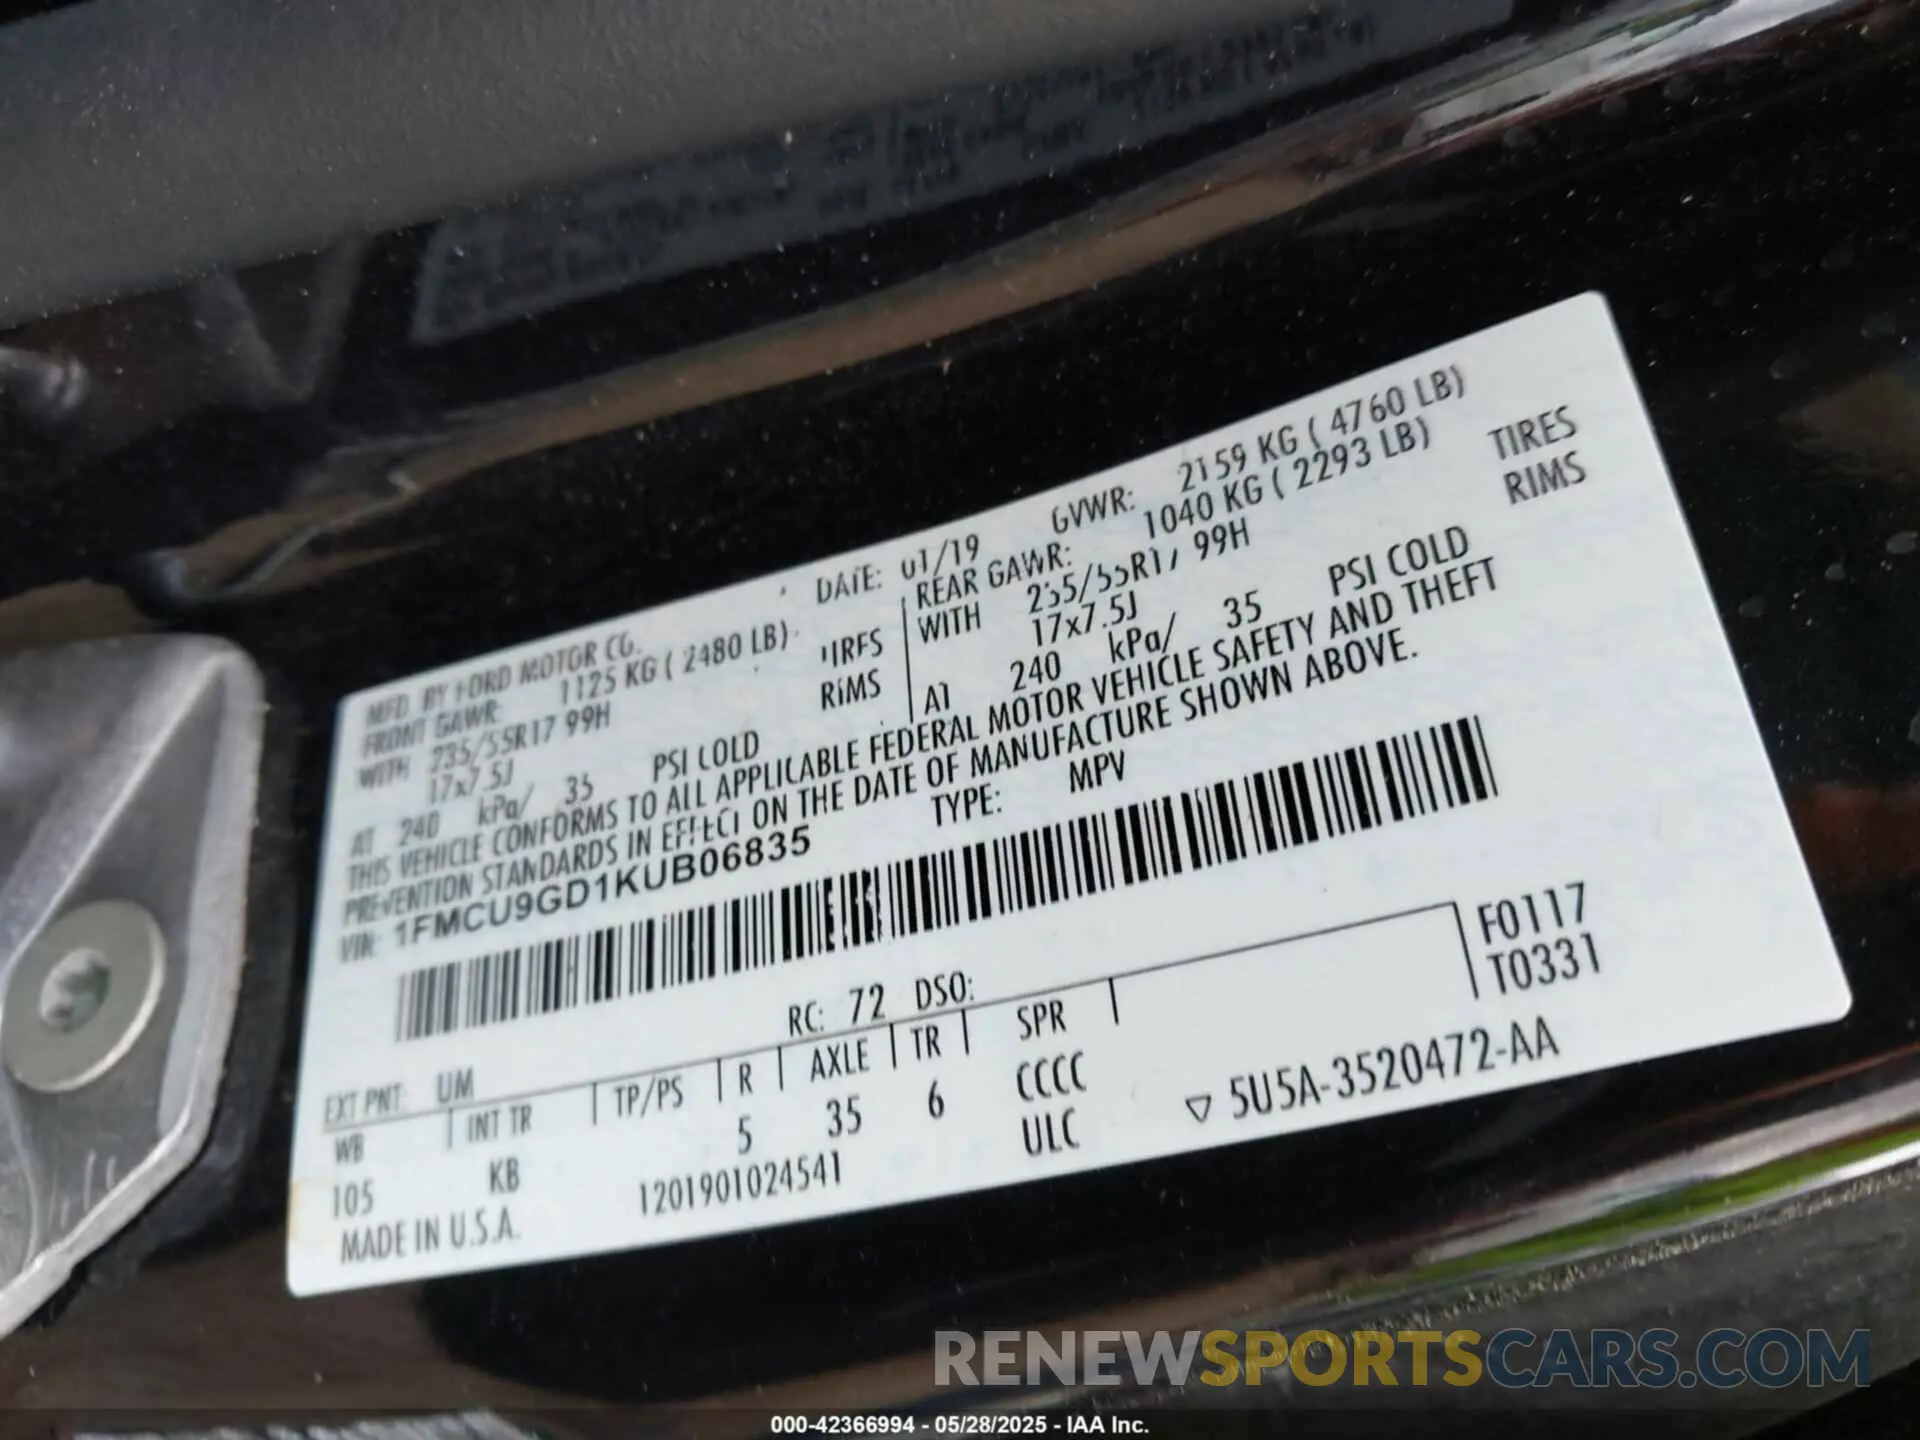 MFD. BY FORD MOTOR CO. DATE: 01/19 GVWR: 2159 KG ( 4760 LB)
FRONT GAWR: 1125 KG ( 2480 LB) REAR GAWR: 1040 KG ( 2293 LB)
WITH 235/55R17 99H TIRES WITH 235/55R17 99H TIRES
17x7.5J RIMS 17x7.5J RIMS
AT 240 kPa/ 35 PSI COLD AT 240 kPa/ 35 PSI COLD
THIS VEHICLE CONFORMS TO ALL APPLICABLE FEDERAL MOTOR VEHICLE SAFETY AND THEFT
PREVENTION STANDARDS IN EFFECT ON THE DATE OF MANUFACTURE SHOWN ABOVE.
VIN: 1FMCU9GD1KUB06835 TYPE: MPV
F0117
T0331
EXT PNT: UM RC: 72 DSO:
WB INT TR TP/PS R AXLE TR SPR
105 KB 5 35 6 CCCC
MADE IN U.S.A. 1201901024541 ULC 5U5A-3520472-AA
RENEWSPORTSCARS.COM
000-42366994 - 05/28/2025 - IAA Inc.